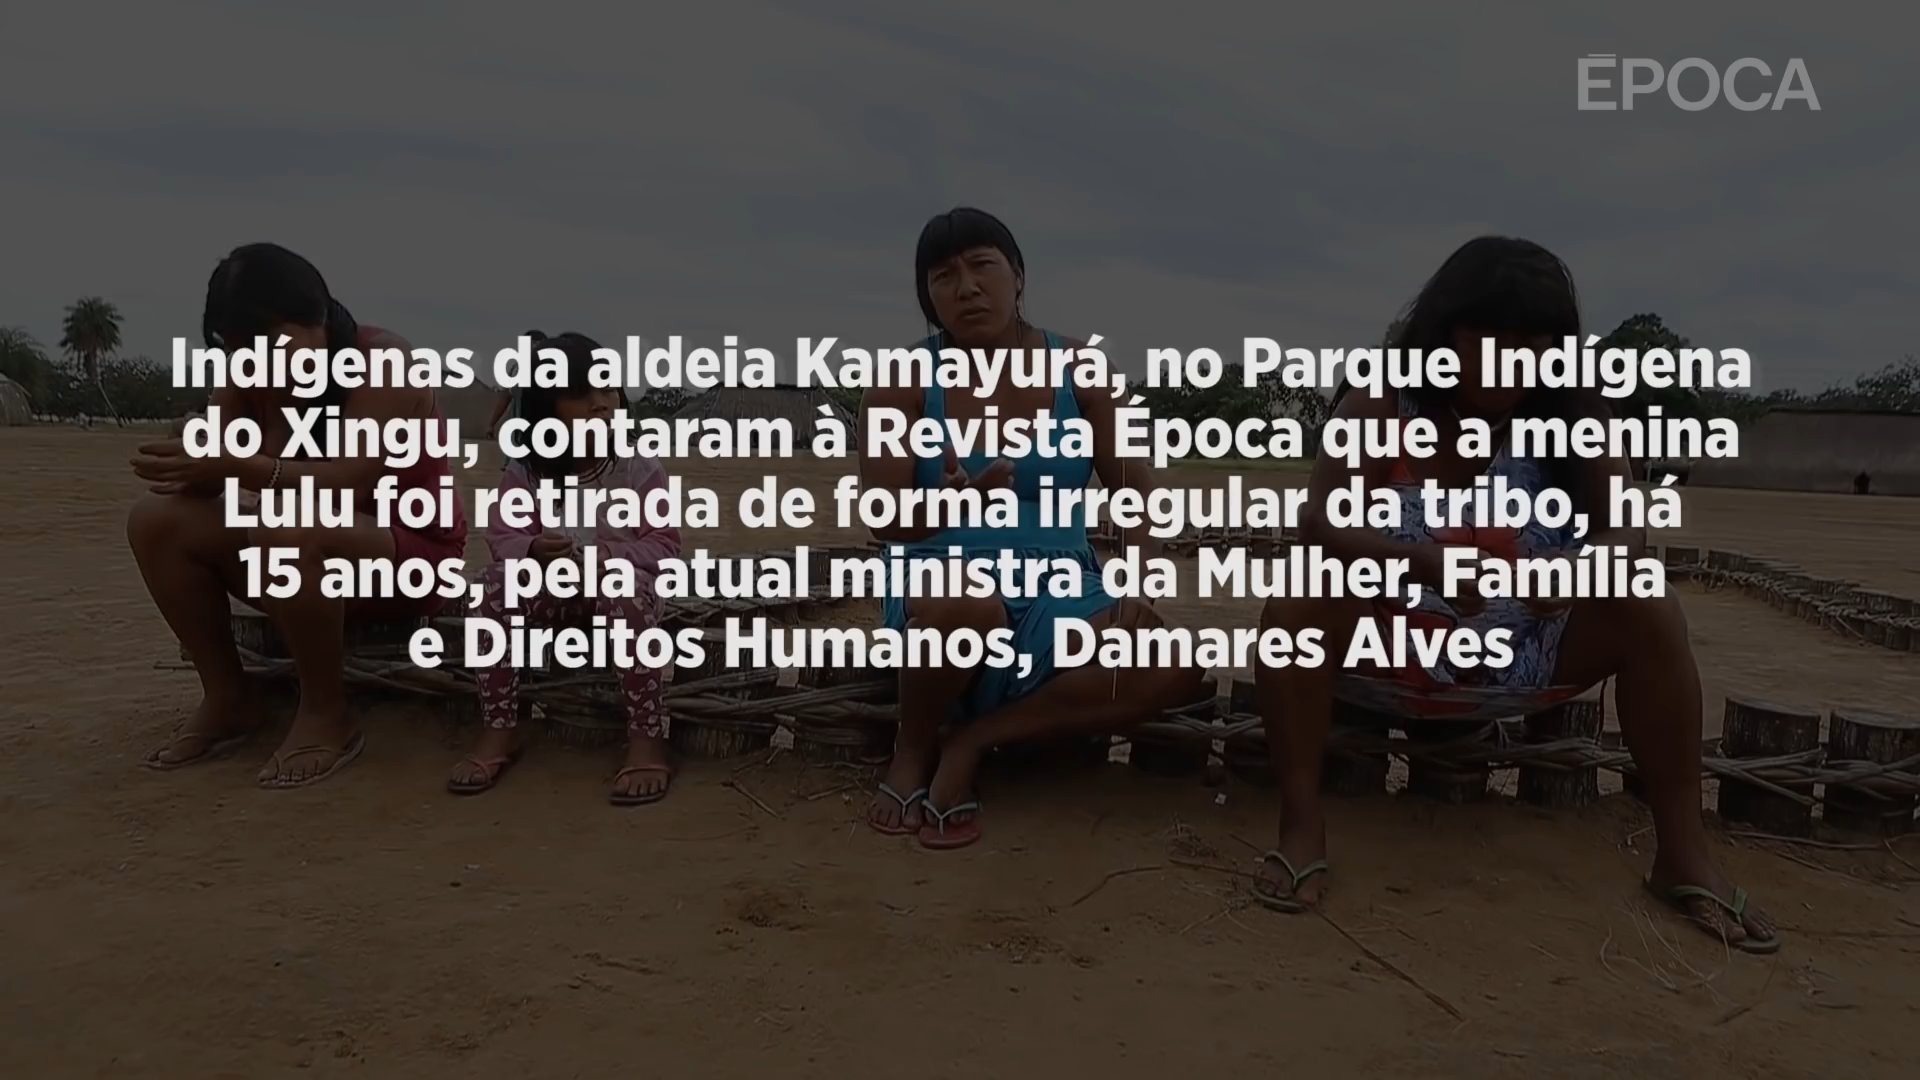 ÉPOCA
Indígenas da aldeia Kamayurá, no Parque Indígena
do Xingu, contaram à Revista Época que a menina
Lulu foi retirada de forma irregular da tribo, há
15 anos, pela atual ministra da Mulher, Família
e Direitos Humanos, Damares Alves